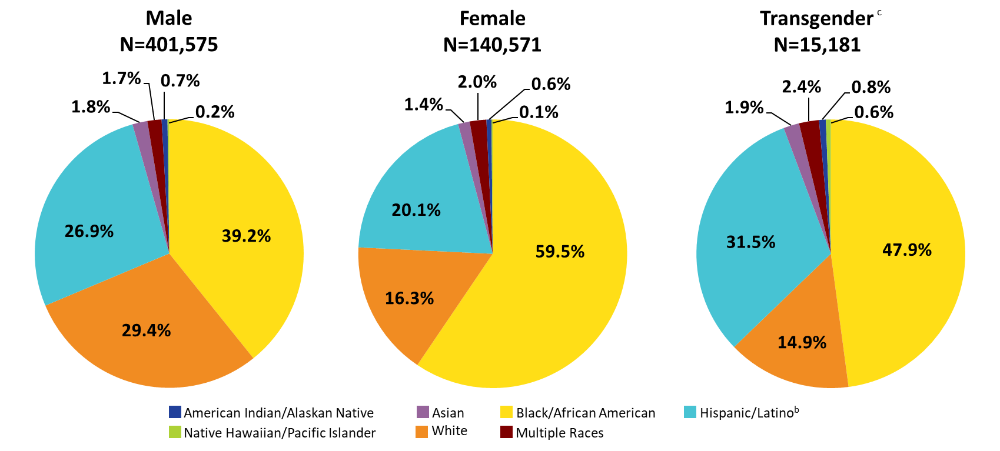 Male
N=401,575
1.7%
0.7%
1.8%
0.2%
26.9%
39.2%
29.4%
Female
N=140,571
2.0%
0.6%
1.4%
0.1%
20.1%
59.5%
16.3%
Transgender c
N=15,181
2.4%
0.8%
1.9%
0.6%
31.5%
47.9%
14.9%
American Indian/Alaskan Native
Asian
Black/African American
Hispanic/Latino b
Native Hawaiian/Pacific Islander
White
Multiple Races